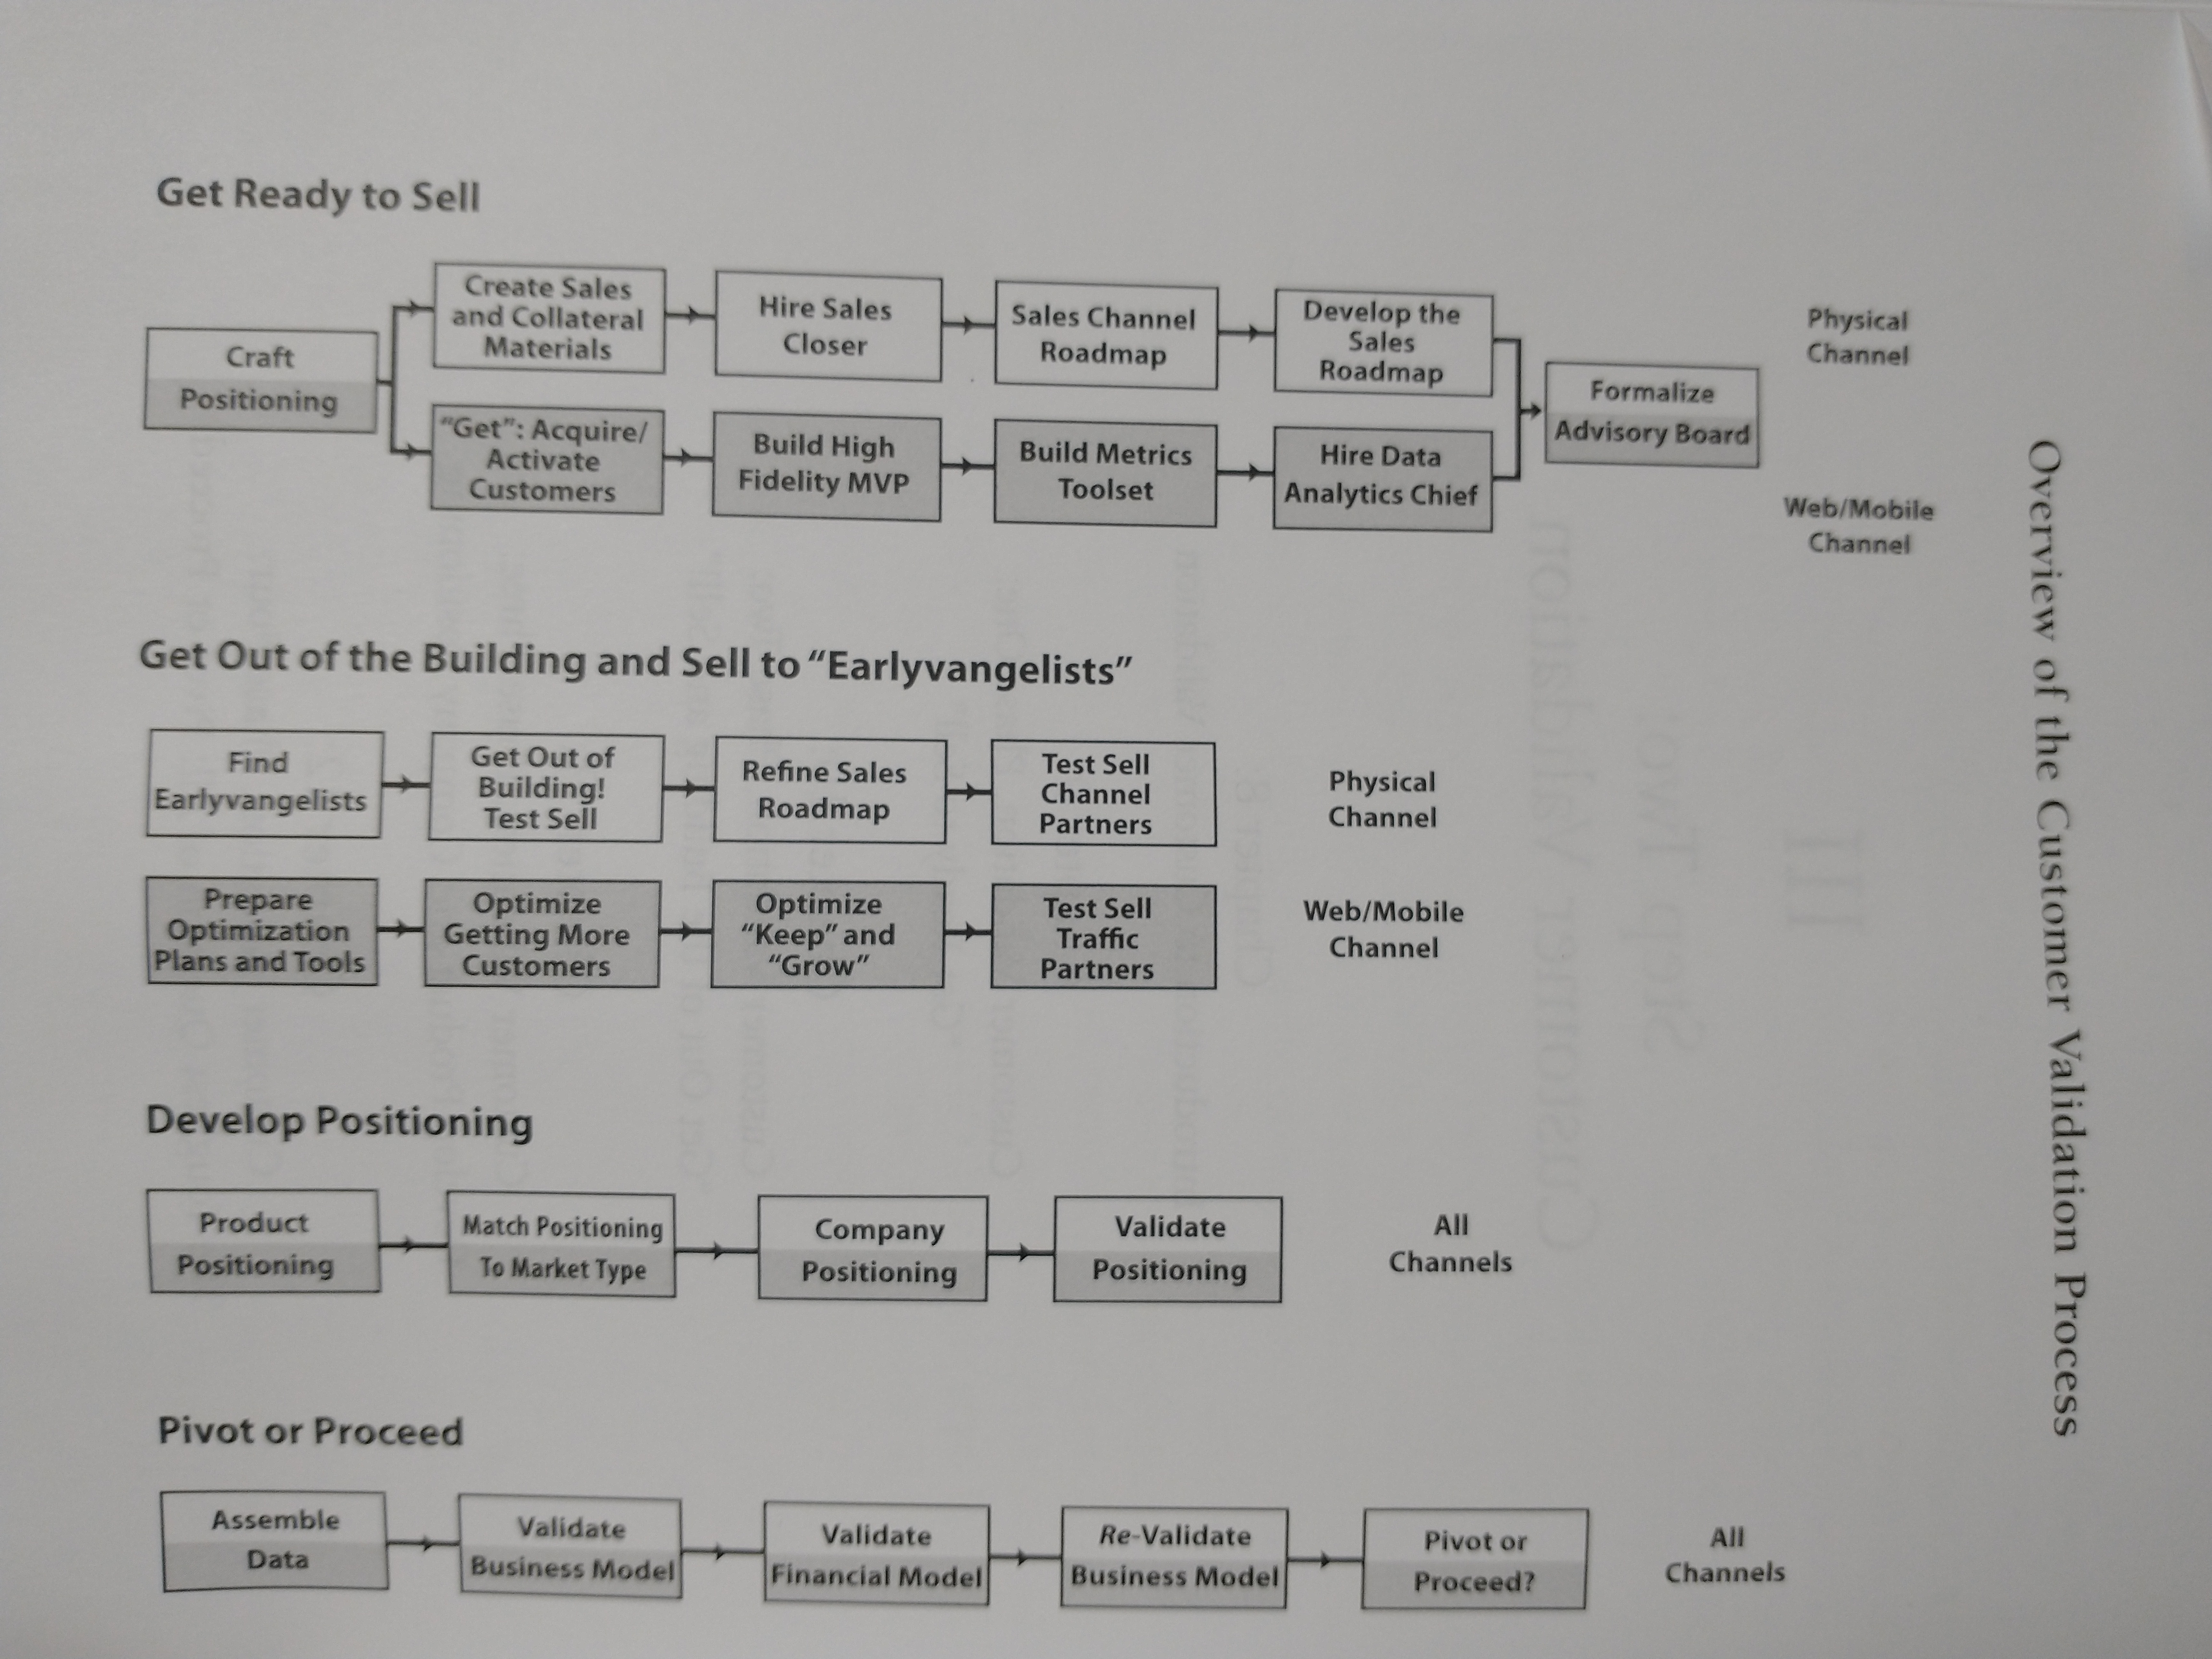 Overview of the Customer Validation Process
Get Ready to Sell
Craft
Positioning
Create Sales
and Collateral
Materials
Hire Sales
Closer
Sales Channel
Roadmap
Develop the
Sales
Roadmap
Physical
Channel
"Get": Acquire/
Activate
Customers
Build High
Fidelity MVP
Build Metrics
Toolset
Hire Data
Analytics Chief
Formalize
Advisory Board
Web/Mobile
Channel
Get Out of the Building and Sell to “Earlyvangelists”
Find
Earlyvangelists
Get Out of
Building!
Test Sell
Refine Sales
Roadmap
Test Sell
Channel
Partners
Physical
Channel
Prepare
Optimization
Plans and Tools
Optimize
Getting More
Customers
Optimize
“Keep” and
“Grow”
Test Sell
Traffic
Partners
Web/Mobile
Channel
Develop Positioning
Product
Positioning
Match Positioning
To Market Type
Company
Positioning
Validate
Positioning
All
Channels
Pivot or Proceed
Assemble
Data
Validate
Business Model
Validate
Financial Model
Re-Validate
Business Model
Pivot or
Proceed?
All
Channels
III
Step Two:
Customer Validation